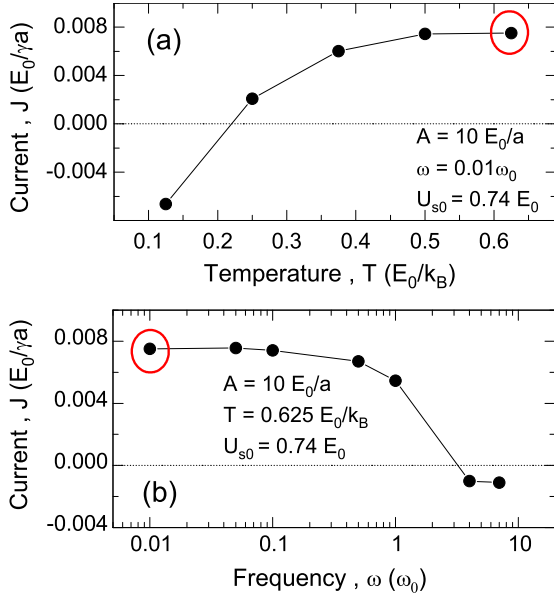 0.008
0.004
0.000
-0.004
Current , J (E₀/γa)
(a)
A = 10 E₀/a
ω = 0.01ω₀
Uₛ₀ = 0.74 E₀
0.1 0.2 0.3 0.4 0.5 0.6
Temperature , T (E₀/k_B)
0.008
0.004
0.000
-0.004
Current , J (E₀/γa)
A = 10 E₀/a
T = 0.625 E₀/k_B
Uₛ₀ = 0.74 E₀
(b)
0.01 0.1 1 10
Frequency , ω (ω₀)